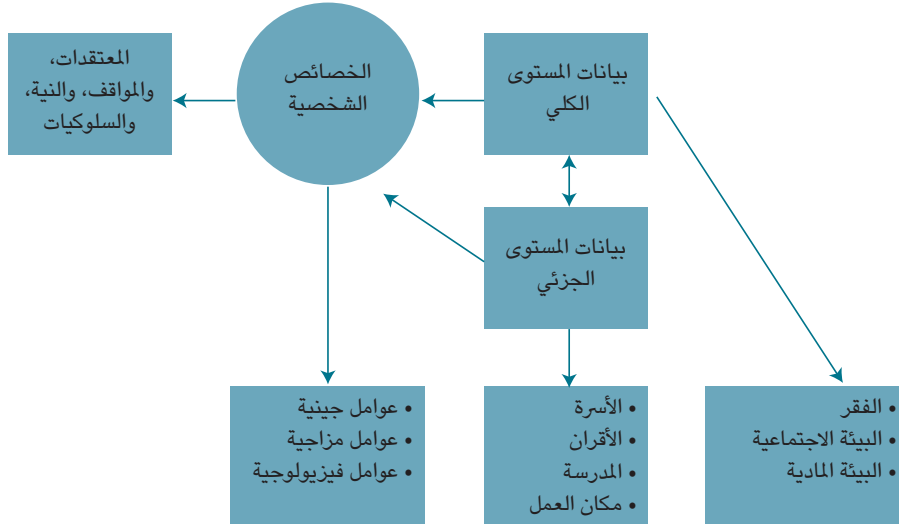 بيانات المستوى
الكلي
الخصائص
الشخصية
المعتقدات،
والمواقف، والنية،
والسلوكيات
بيانات المستوى
الجزئي
• الفقر
• البيئة الاجتماعية
• البيئة المادية
• الأسرة
• الأقران
• المدرسة
• مكان العمل
• عوامل جينية
• عوامل مزاجية
• عوامل فيزيولوجية